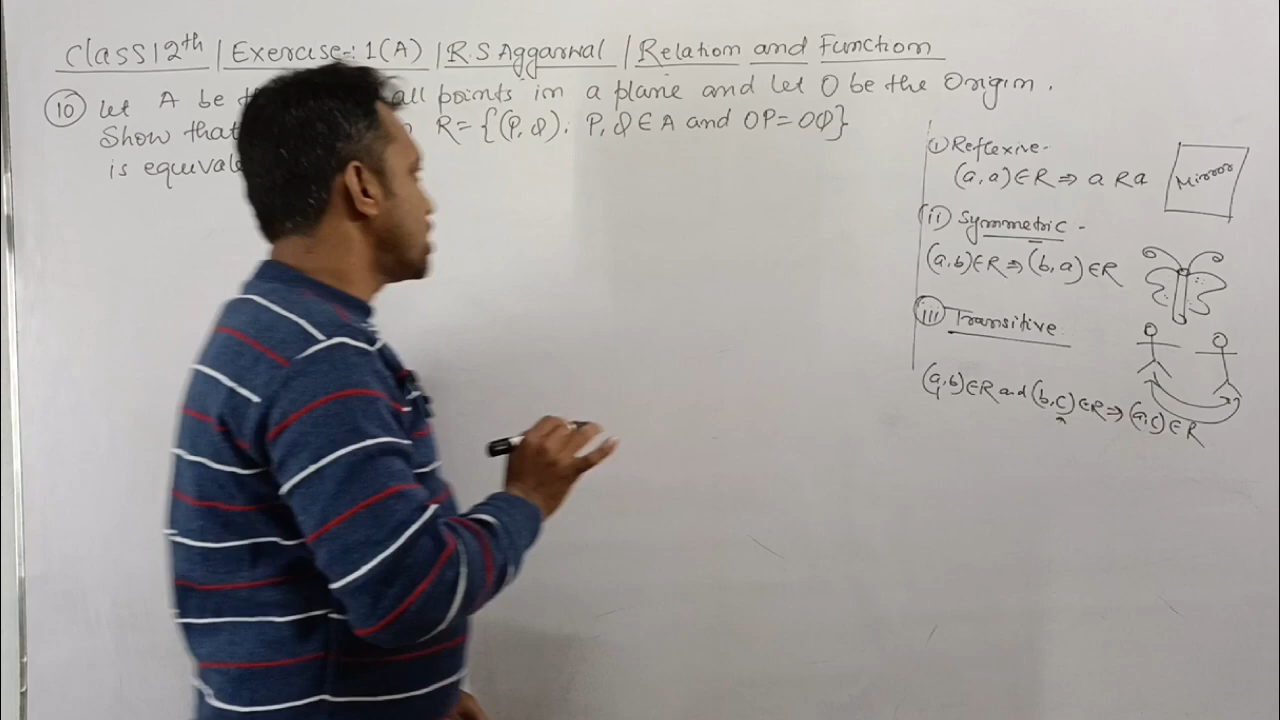 Class 12th | Exercise-: 1(A) | R.S Aggarwal | Relation and Function
10 Let A be all points in a plane and let O be the Origin.
Show that R = {(P, Q): P, Q ∈ A and OP = OQ}
is
(i) Reflexive-
(a, a) ∈ R ⇒ a R a
Mirror
(ii) Symmetric -
(a, b) ∈ R ⇒ (b, a) ∈ R
(iii) Transitive
(a, b) ∈ R and (b, c) ∈ R ⇒ (a, c) ∈ R